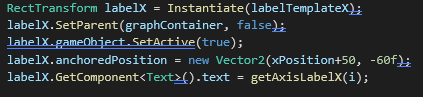 RectTransform labelX = Instantiate(labelTemplateX);
labelX.SetParent(graphContainer, false);
labelX.gameObject.SetActive(true);
labelX.anchoredPosition = new Vector2(xPosition+50, -60f);
labelX.GetComponent<Text>().text = getAxisLabelX(i);